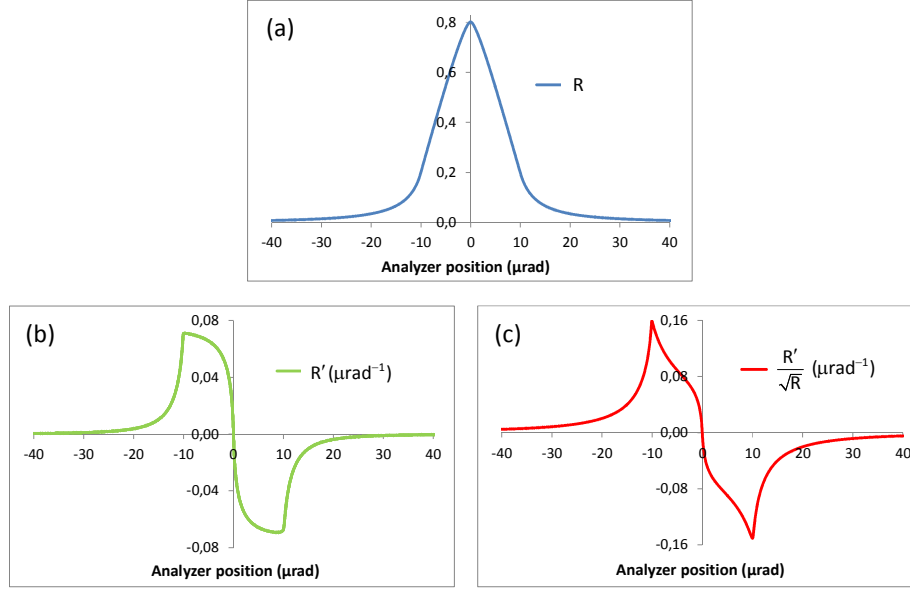 (a)
0,8
0,6
0,4
0,2
0,0
R
-40 -30 -20 -10 0 10 20 30 40
Analyzer position (µrad)
(b)
0,08
0,04
0,00
-0,04
-0,08
R′ (µrad⁻¹)
-40 -30 -20 -10 0 10 20 30 40
Analyzer position (µrad)
(c)
0,16
0,08
0,00
-0,08
-0,16
R′
√R
(µrad⁻¹)
-40 -30 -20 -10 0 10 20 30 40
Analyzer position (µrad)